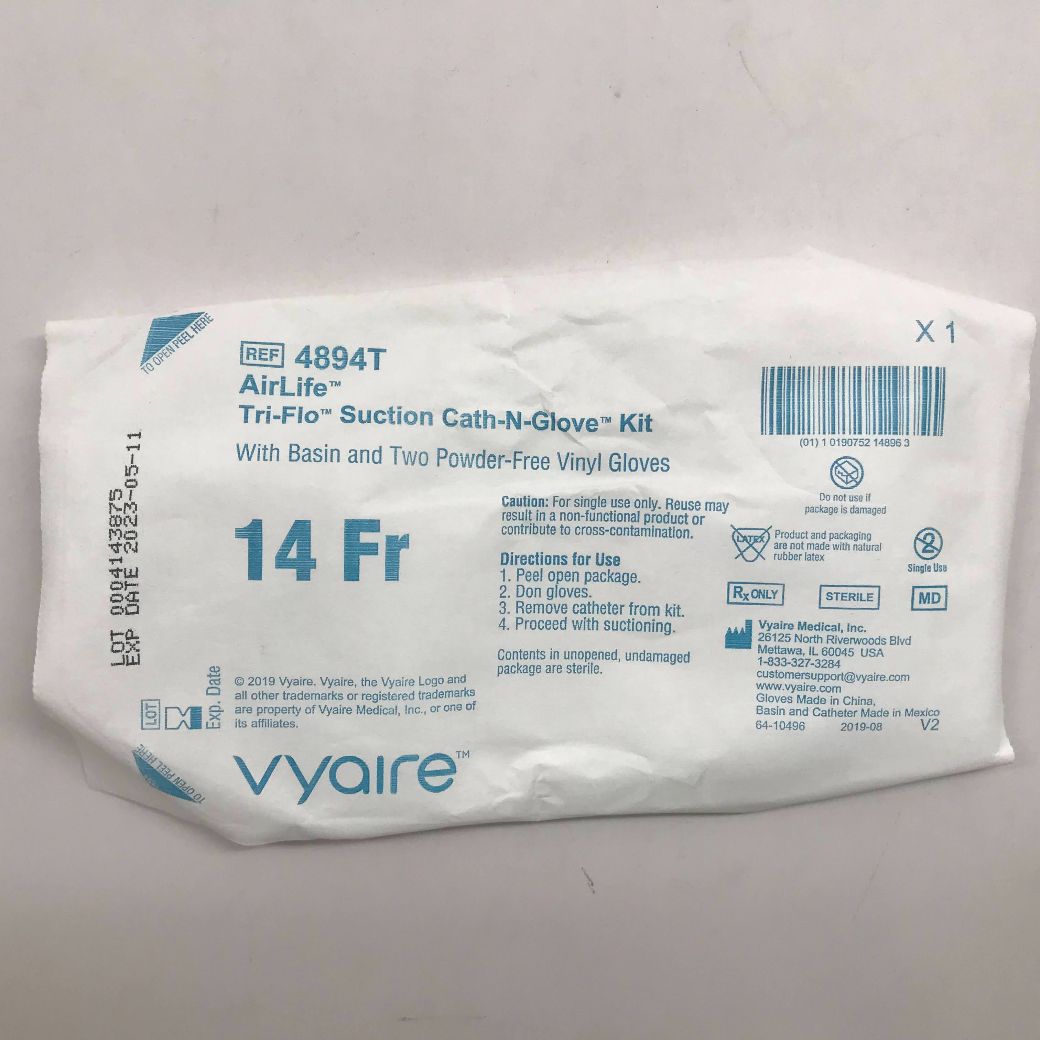 TO OPEN PEEL HERE
REF 4894T
AirLife™
Tri-Flo™ Suction Cath-N-Glove™ Kit
With Basin and Two Powder-Free Vinyl Gloves
14 Fr
LOT 0004143875
EXP DATE 2023-05-11
LOT
Exp. Date
© 2019 Vyaire. Vyaire, the Vyaire Logo and
all other trademarks or registered trademarks
are property of Vyaire Medical, Inc., or one of
its affiliates.
TO OPEN PEEL HERE
vyaire™
Caution: For single use only. Reuse may
result in a non-functional product or
contribute to cross-contamination.
Directions for Use
1. Peel open package.
2. Don gloves.
3. Remove catheter from kit.
4. Proceed with suctioning.
Contents in unopened, undamaged
package are sterile.
X 1
(01) 1 0190752 14896 3
Do not use if
package is damaged
LATEX
Product and packaging
are not made with natural
rubber latex
2
Single Use
Rx ONLY
STERILE
MD
Vyaire Medical, Inc.
26125 North Riverwoods Blvd
Mettawa, IL 60045 USA
1-833-327-3284
customersupport@vyaire.com
www.vyaire.com
Gloves Made in China,
Basin and Catheter Made in Mexico
64-10496 2019-08 V2